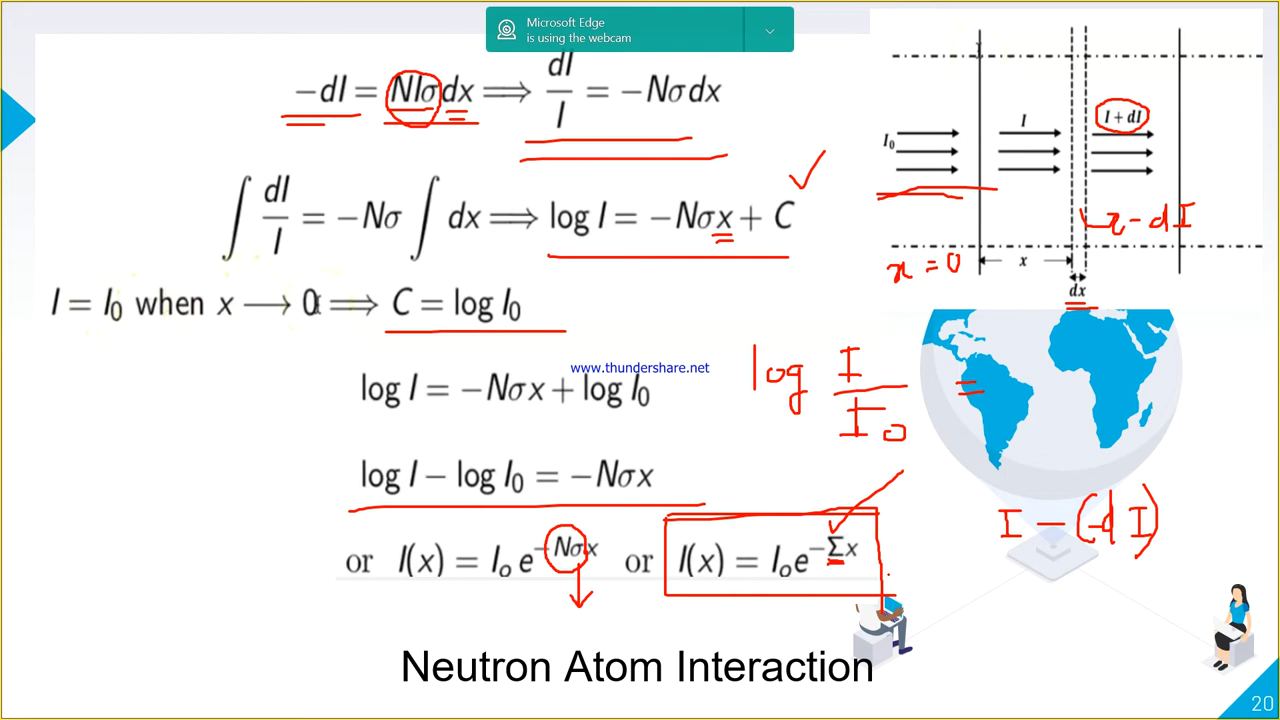 Microsoft Edge
is using the webcam
-dI = NIσdx ⟹ dI/I = -Nσdx
∫ dI/I = -Nσ ∫ dx ⟹ log I = -Nσx + C
I = I₀ when x ⟶ 0 ⟹ C = log I₀
www.thundershare.net
log I = -Nσx + log I₀
log I - log I₀ = -Nσx
or I(x) = Iₒ e^-Nσx or I(x) = Iₒe^-Σx
Neutron Atom Interaction
I₀
I
I + dI
x
dx
x = 0
log I/I₀ =
I - (-dI)
20